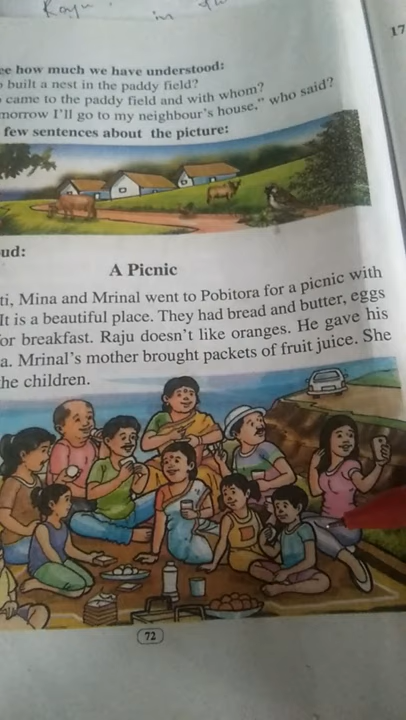 Raju
in
17
ee how much we have understood:
built a nest in the paddy field?
came to the paddy field and with whom?
morrow I'll go to my neighbour's house." who said?
few sentences about the picture:
ud:
A Picnic
ti, Mina and Mrinal went to Pobitora for a picnic with
It is a beautiful place. They had bread and butter, eggs
or breakfast. Raju doesn't like oranges. He gave his
a. Mrinal's mother brought packets of fruit juice. She
he children.
72